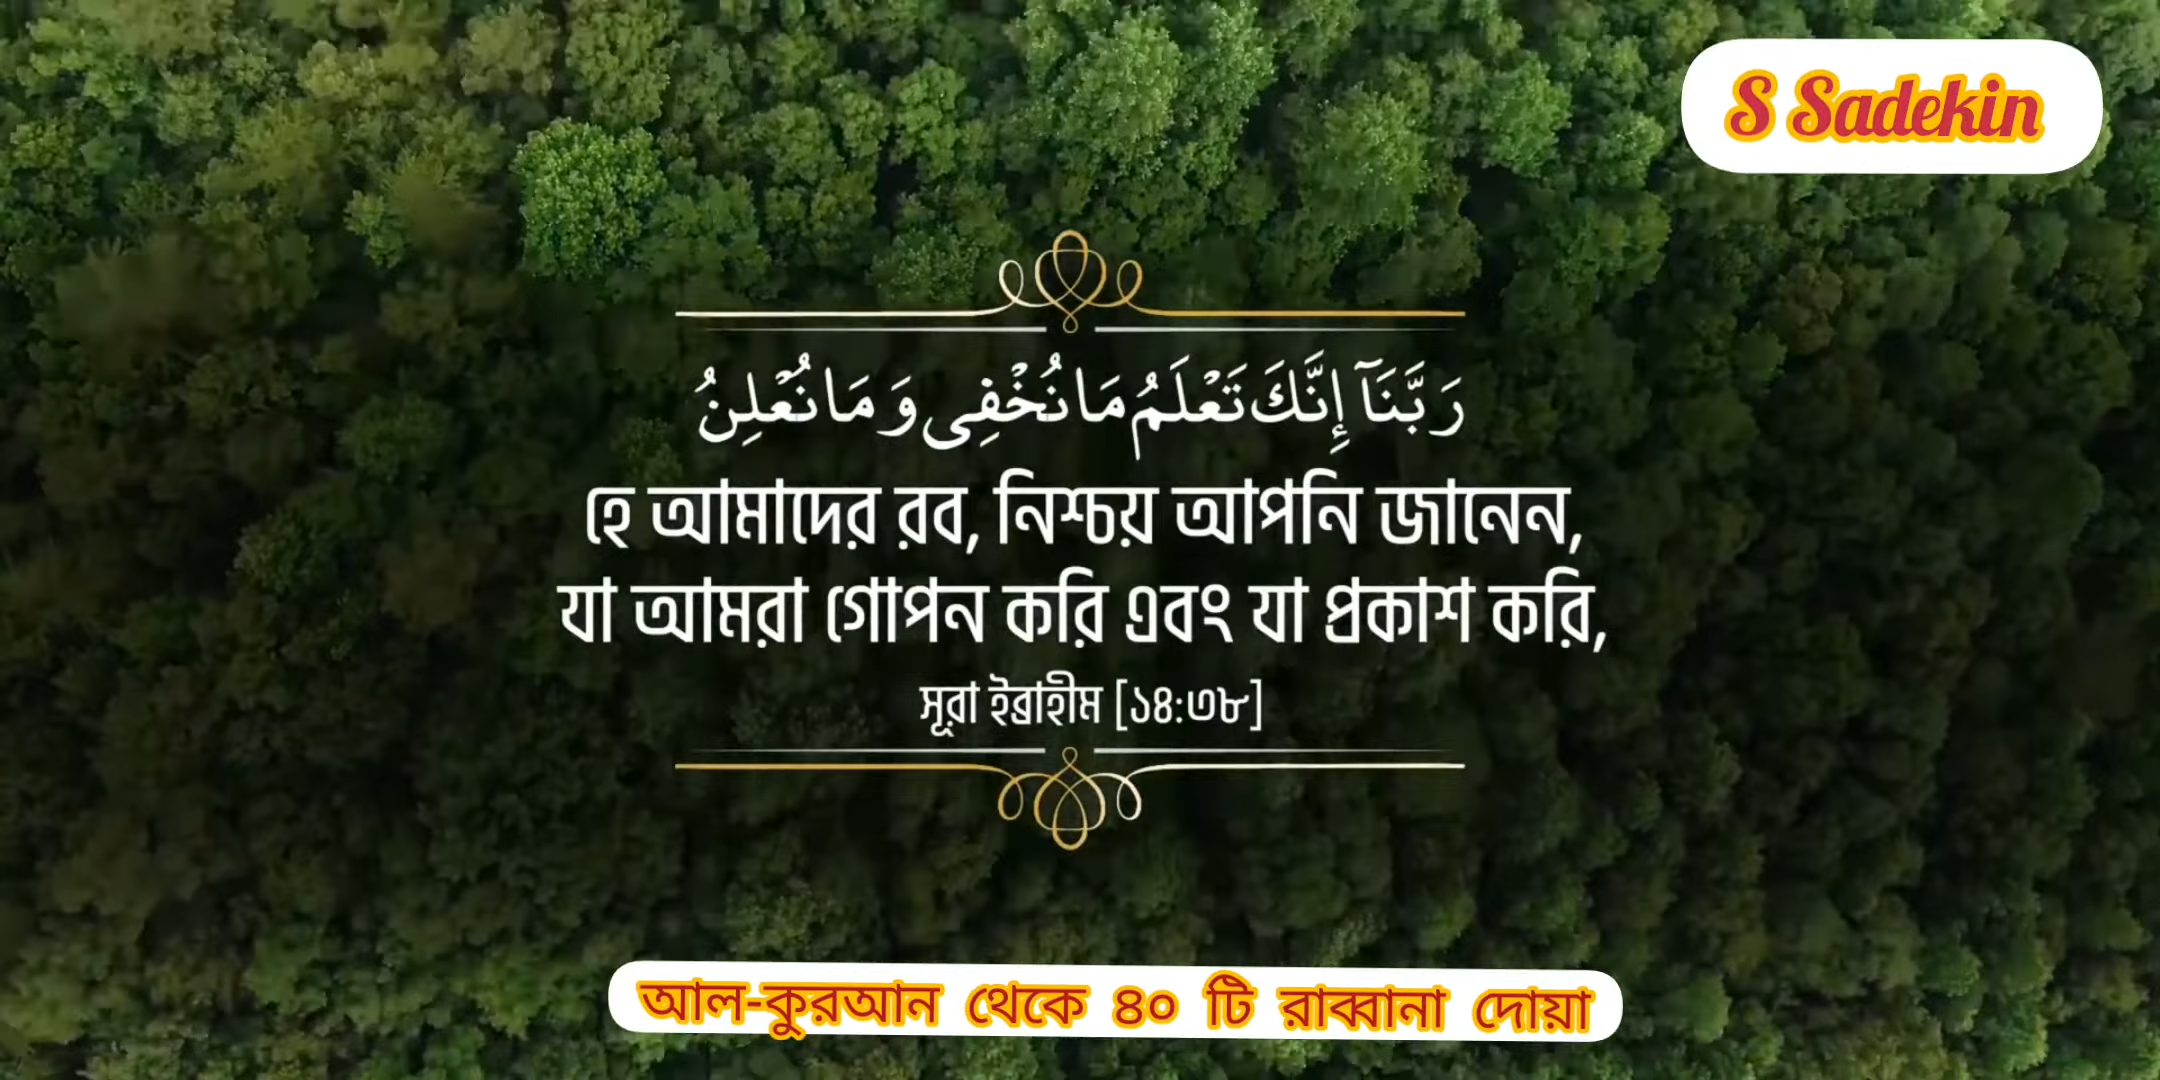 S Sadekin
رَبَّنَآ إِنَّكَ تَعْلَمُ مَا نُخْفِى وَمَا نُعْلِنُ
হে আমাদের রব, নিশ্চয় আপনি জানেন,
যা আমরা গোপন করি এবং যা প্রকাশ করি,
সূরা ইব্রাহীম [১৪:৩৮]
আল-কুরআন থেকে ৪০ টি রাব্বানা দোয়া